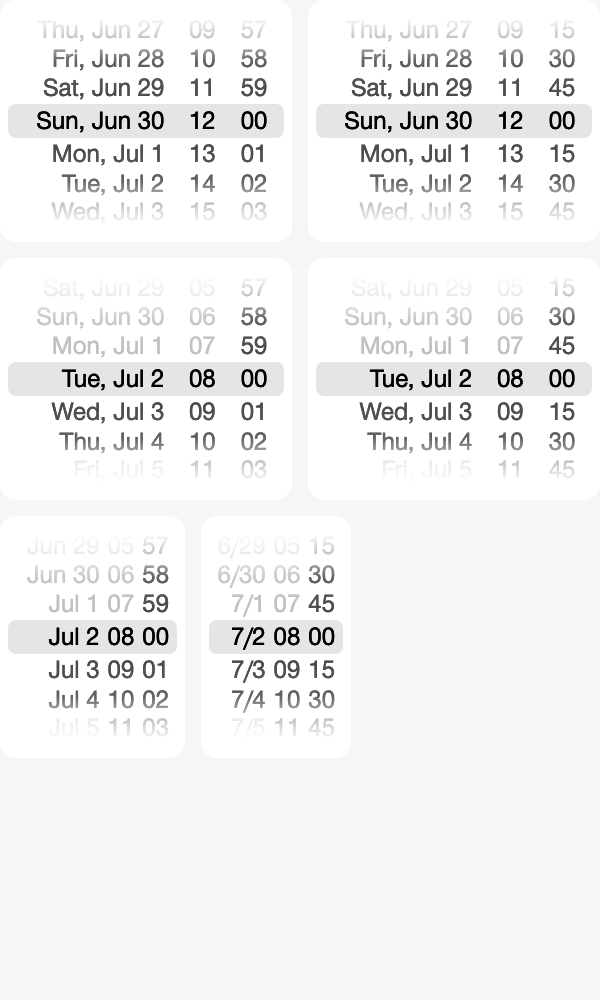 Thu, Jun 27 09 57
Fri, Jun 28 10 58
Sat, Jun 29 11 59
Sun, Jun 30 12 00
Mon, Jul 1 13 01
Tue, Jul 2 14 02
Wed, Jul 3 15 03
Thu, Jun 27 09 15
Fri, Jun 28 10 30
Sat, Jun 29 11 45
Sun, Jun 30 12 00
Mon, Jul 1 13 15
Tue, Jul 2 14 30
Wed, Jul 3 15 45
Sat, Jun 29 05 57
Sun, Jun 30 06 58
Mon, Jul 1 07 59
Tue, Jul 2 08 00
Wed, Jul 3 09 01
Thu, Jul 4 10 02
Fri, Jul 5 11 03
Sat, Jun 29 05 15
Sun, Jun 30 06 30
Mon, Jul 1 07 45
Tue, Jul 2 08 00
Wed, Jul 3 09 15
Thu, Jul 4 10 30
Fri, Jul 5 11 45
Jun 29 05 57
Jun 30 06 58
Jul 1 07 59
Jul 2 08 00
Jul 3 09 01
Jul 4 10 02
Jul 5 11 03
6/29 05 15
6/30 06 30
7/1 07 45
7/2 08 00
7/3 09 15
7/4 10 30
7/5 11 45